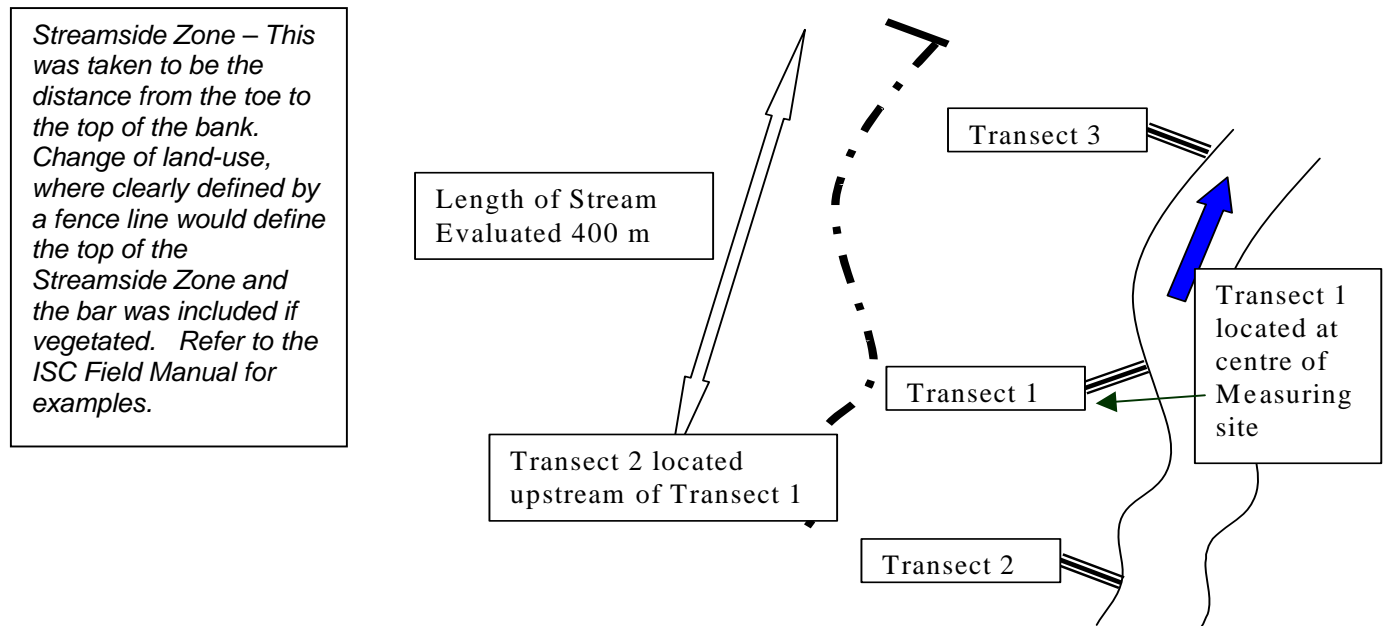 Streamside Zone – This
was taken to be the
distance from the toe to
the top of the bank.
Change of land-use,
where clearly defined by
a fence line would define
the top of the
Streamside Zone and
the bar was included if
vegetated. Refer to the
ISC Field Manual for
examples.
Length of Stream
Evaluated 400 m
Transect 3
Transect 1
located at
centre of
Measuring
site
Transect 1
Transect 2 located
upstream of Transect 1
Transect 2